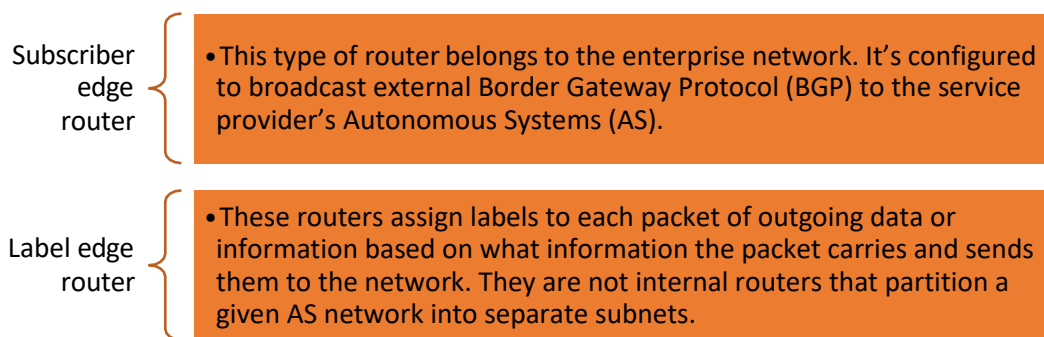 Subscriber
edge
router
•This type of router belongs to the enterprise network. It’s configured
to broadcast external Border Gateway Protocol (BGP) to the service
provider’s Autonomous Systems (AS).
Label edge
router
•These routers assign labels to each packet of outgoing data or
information based on what information the packet carries and sends
them to the network. They are not internal routers that partition a
given AS network into separate subnets.